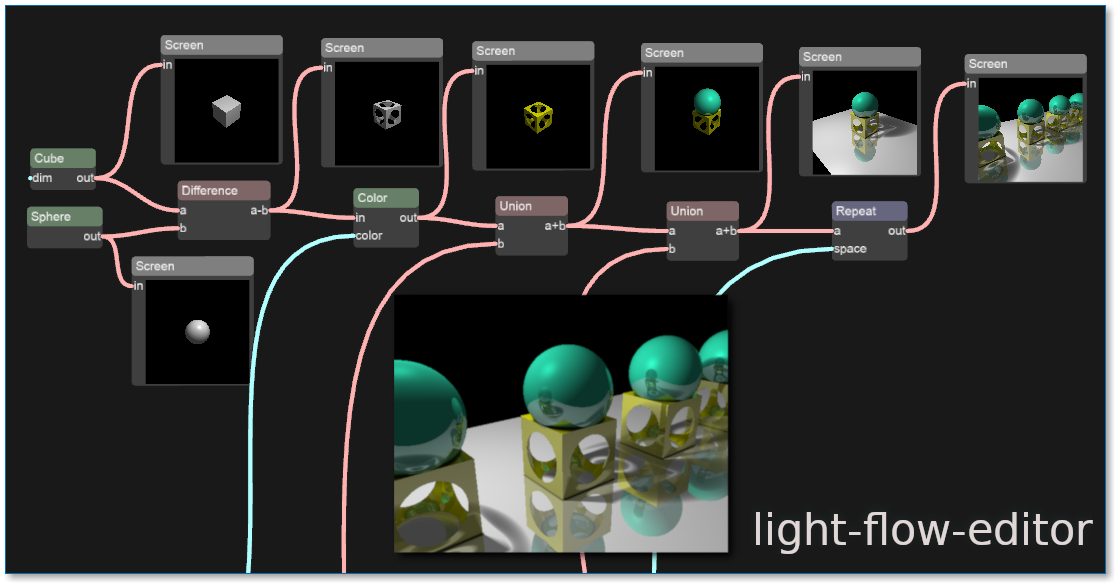 Screen
in
Screen
in
Screen
in
Screen
in
Screen
in
Screen
in
Cube
dim out
Sphere
out
Difference
a a-b
b
Color
in out
color
Union
a a+b
b
Union
a a+b
b
Repeat
a out
space
Screen
in
light-flow-editor